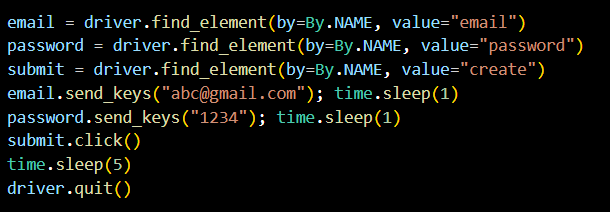 email = driver.find_element(by=By.NAME, value="email")
password = driver.find_element(by=By.NAME, value="password")
submit = driver.find_element(by=By.NAME, value="create")
email.send_keys("abc@gmail.com"); time.sleep(1)
password.send_keys("1234"); time.sleep(1)
submit.click()
time.sleep(5)
driver.quit()